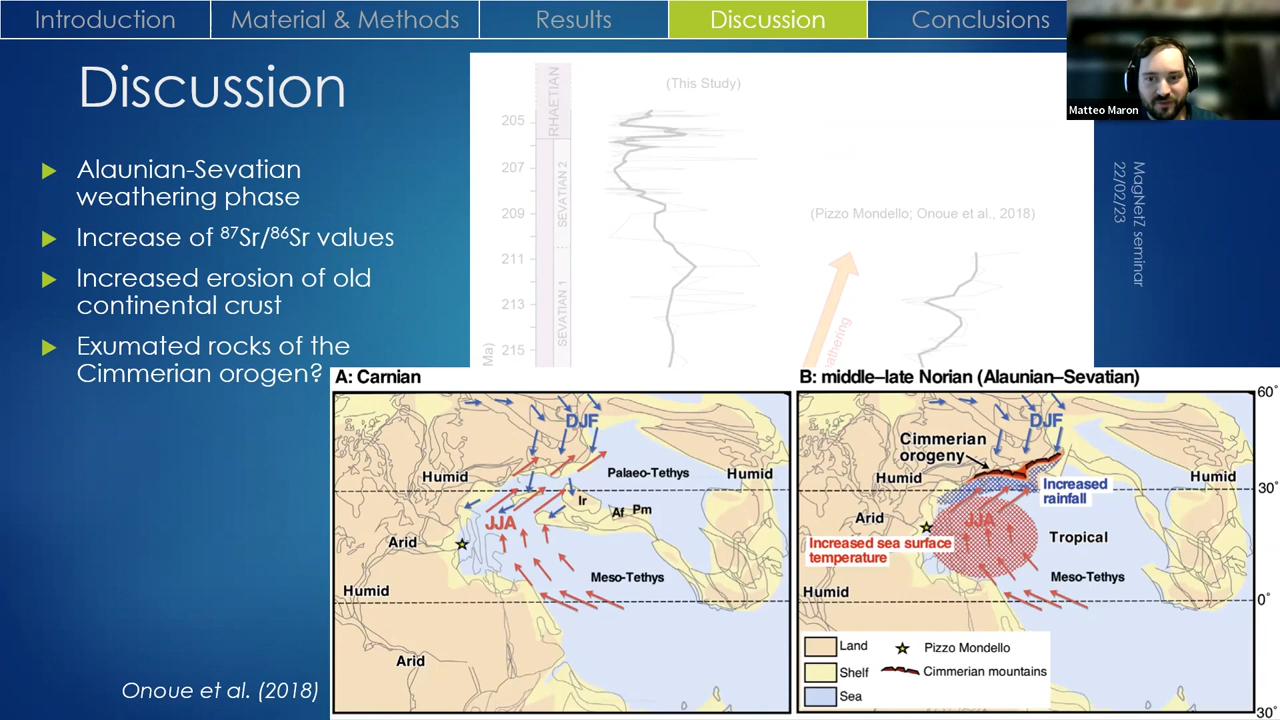 Introduction
Material & Methods
Results
Discussion
Conclusions
Matteo Maron
Discussion
Alaunian-Sevatian
weathering phase
Increase of ⁸⁷Sr/⁸⁶Sr values
Increased erosion of old
continental crust
Exumated rocks of the
Cimmerian orogen?
Onoue et al. (2018)
(This Study)
RHAETIAN
SEVATIAN 2
SEVATIAN 1
205
207
209
211
213
215
Ma)
(Pizzo Mondello; Onoue et al., 2018)
eathering
MagNetZ seminar
22/02/23
A: Carnian
DJF
Humid
Palaeo-Tethys
Humid
Ir
Af
Pm
JJA
Arid
Meso-Tethys
Humid
Arid
B: middle–late Norian (Alaunian–Sevatian)
60°
DJF
Cimmerian
orogeny
Humid
Humid
30°
Increased
rainfall
Arid
JJA
Increased sea surface
temperature
Tropical
Meso-Tethys
Humid
0°
Land
Pizzo Mondello
Shelf
Cimmerian mountains
Sea
30°